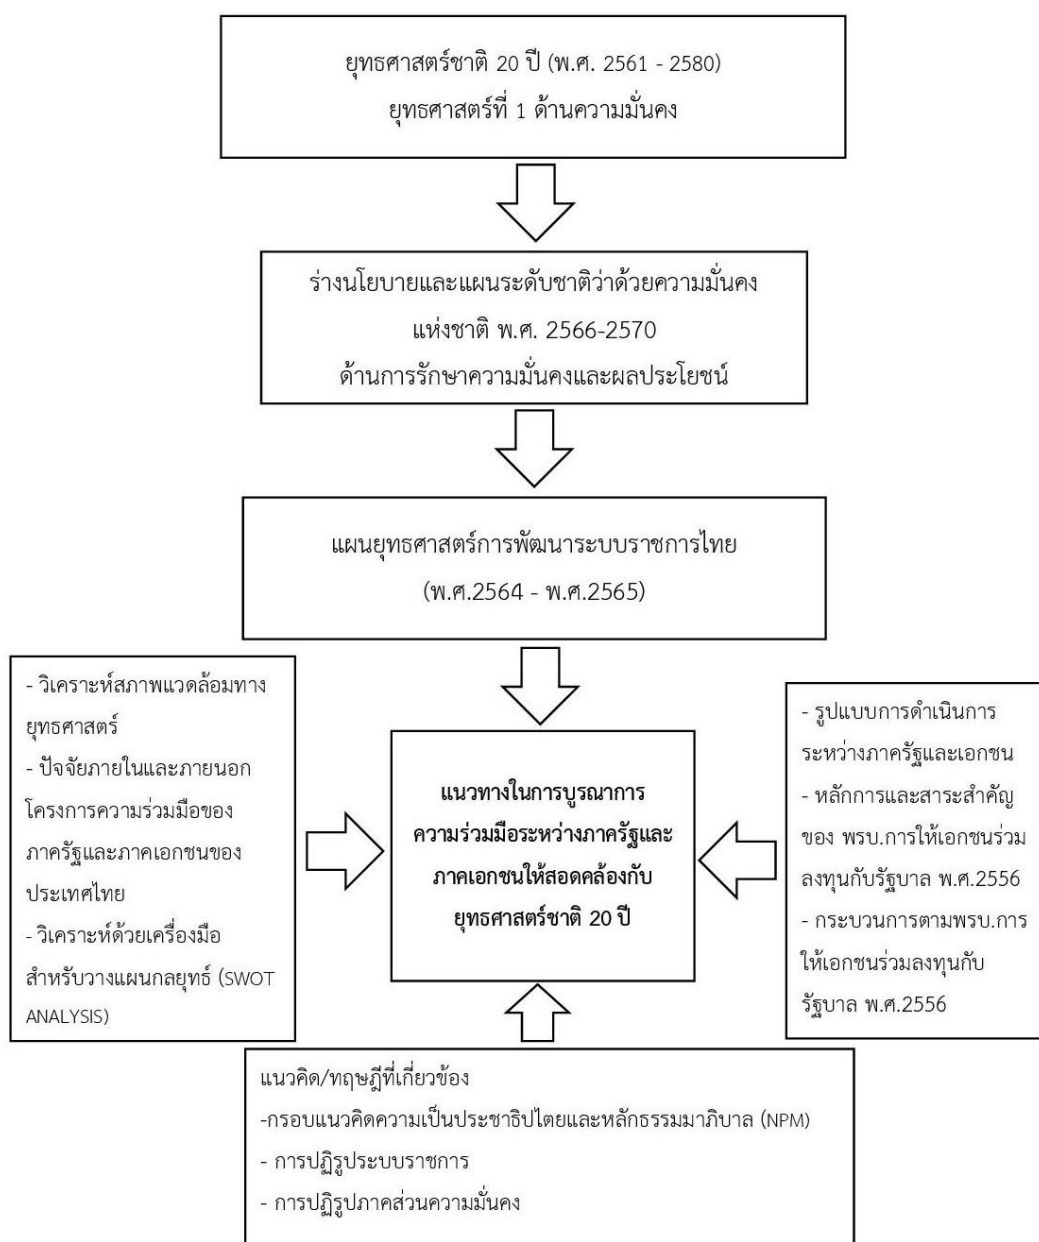 ยุทธศาสตร์ชาติ 20 ปี (พ.ศ. 2561 - 2580)
ยุทธศาสตร์ที่ 1 ด้านความมั่นคง
ร่างนโยบายและแผนระดับชาติว่าด้วยความมั่นคง
แห่งชาติ พ.ศ. 2566-2570
ด้านการรักษาความมั่นคงและผลประโยชน์
แผนยุทธศาสตร์การพัฒนาระบบราชการไทย
(พ.ศ.2564 - พ.ศ.2565)
- วิเคราะห์สภาพแวดล้อมทาง
ยุทธศาสตร์
- ปัจจัยภายในและภายนอก
โครงการความร่วมมือของ
ภาครัฐและภาคเอกชนของ
ประเทศไทย
- วิเคราะห์ด้วยเครื่องมือ
สำหรับวางแผนกลยุทธ์ (SWOT
ANALYSIS)
แนวทางในการบูรณาการ
ความร่วมมือระหว่างภาครัฐและ
ภาคเอกชนให้สอดคล้องกับ
ยุทธศาสตร์ชาติ 20 ปี
- รูปแบบการดำเนินการ
ระหว่างภาครัฐและเอกชน
- หลักการและสาระสำคัญ
ของ พรบ.การให้เอกชนร่วม
ลงทุนกับรัฐบาล พ.ศ.2556
- กระบวนการตามพรบ.การ
ให้เอกชนร่วมลงทุนกับ
รัฐบาล พ.ศ.2556
แนวคิด/ทฤษฎีที่เกี่ยวข้อง
-กรอบแนวคิดความเป็นประชาธิปไตยและหลักธรรมมาภิบาล (NPM)
- การปฏิรูประบบราชการ
- การปฏิรูปภาคส่วนความมั่นคง